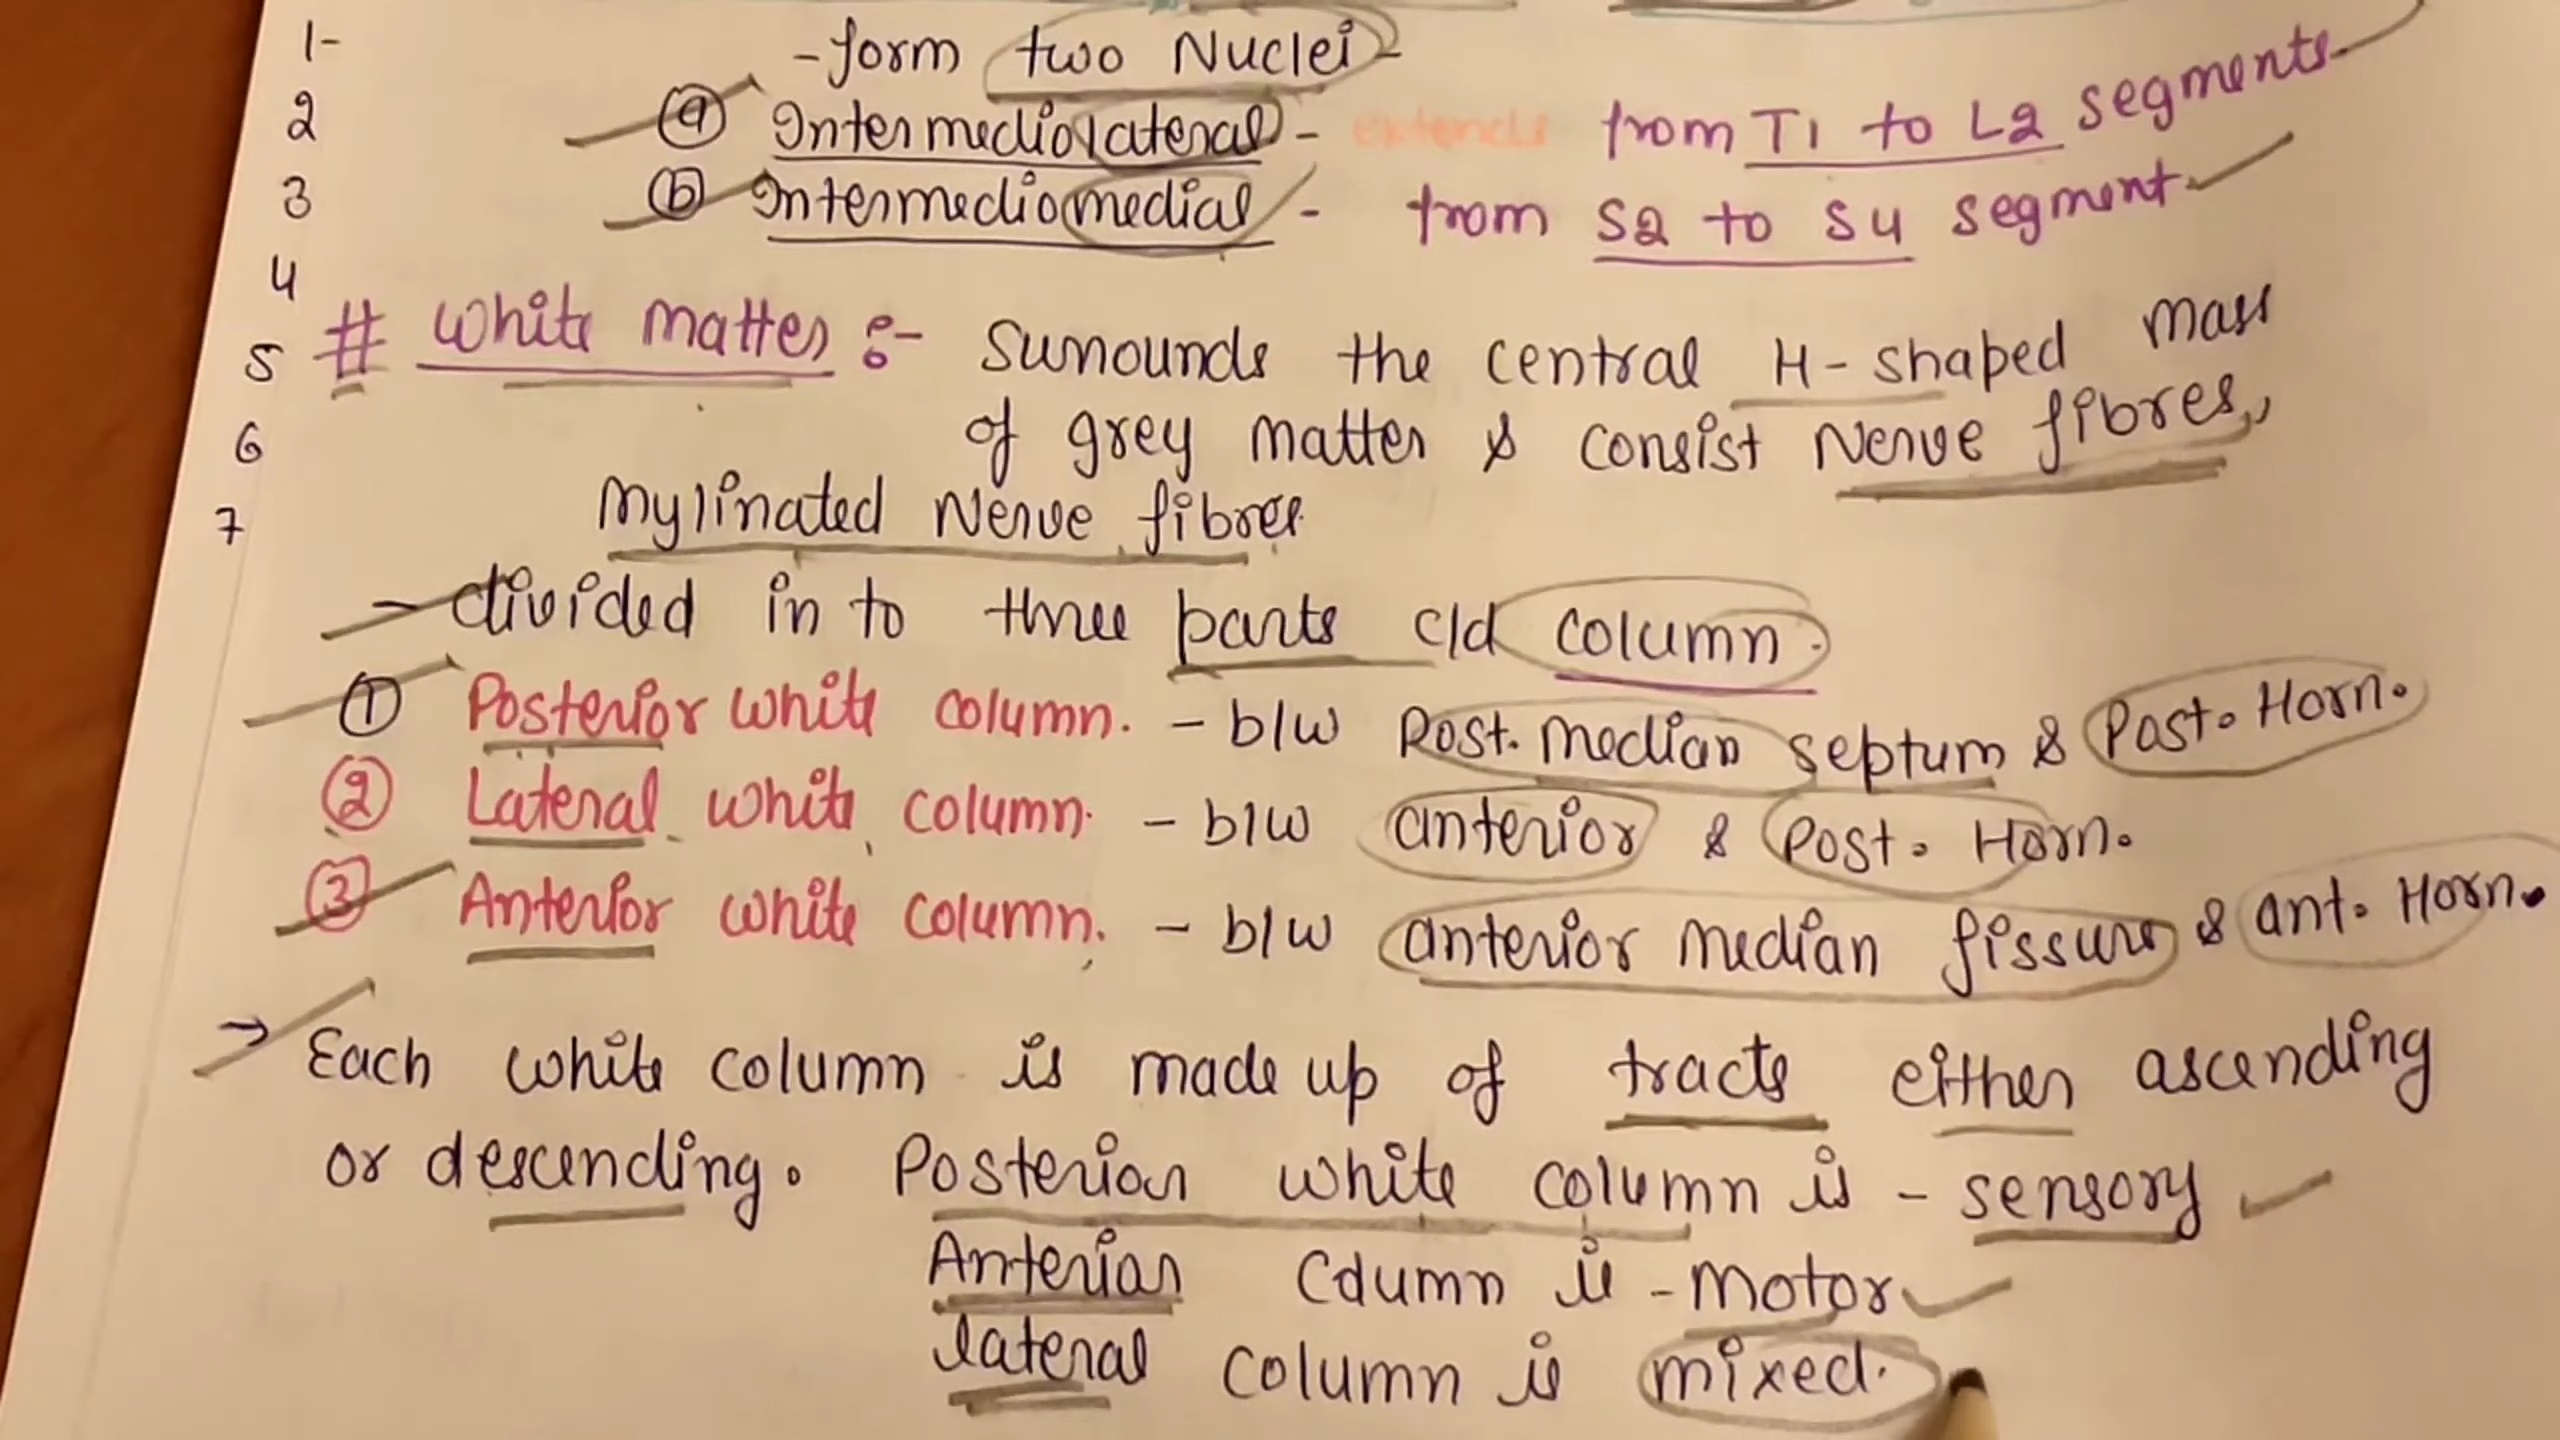 1-
2
3
4
5
6
7
- form two Nuclei -
ⓐ Intermediolateral - extends from T1 to L2 segments
ⓑ Intermediomedial - from S2 to S4 segment
# White matter :- Surrounds the central H-shaped mass
of grey matter & consist Nerve fibres,,
mylinated Nerve fibres
- divided in to three parts c/d column.
① Posterior white column. - b/w Post. median septum & Post. Horn.
② Lateral white column. - b/w anterior & Post. Horn.
③ Anterior white column. - b/w anterior median fissure & ant. Horn.
→ Each white column is made up of tracts either ascending
or descending. Posterior white column is - sensory
Anterior Column is - motor
lateral column is mixed.